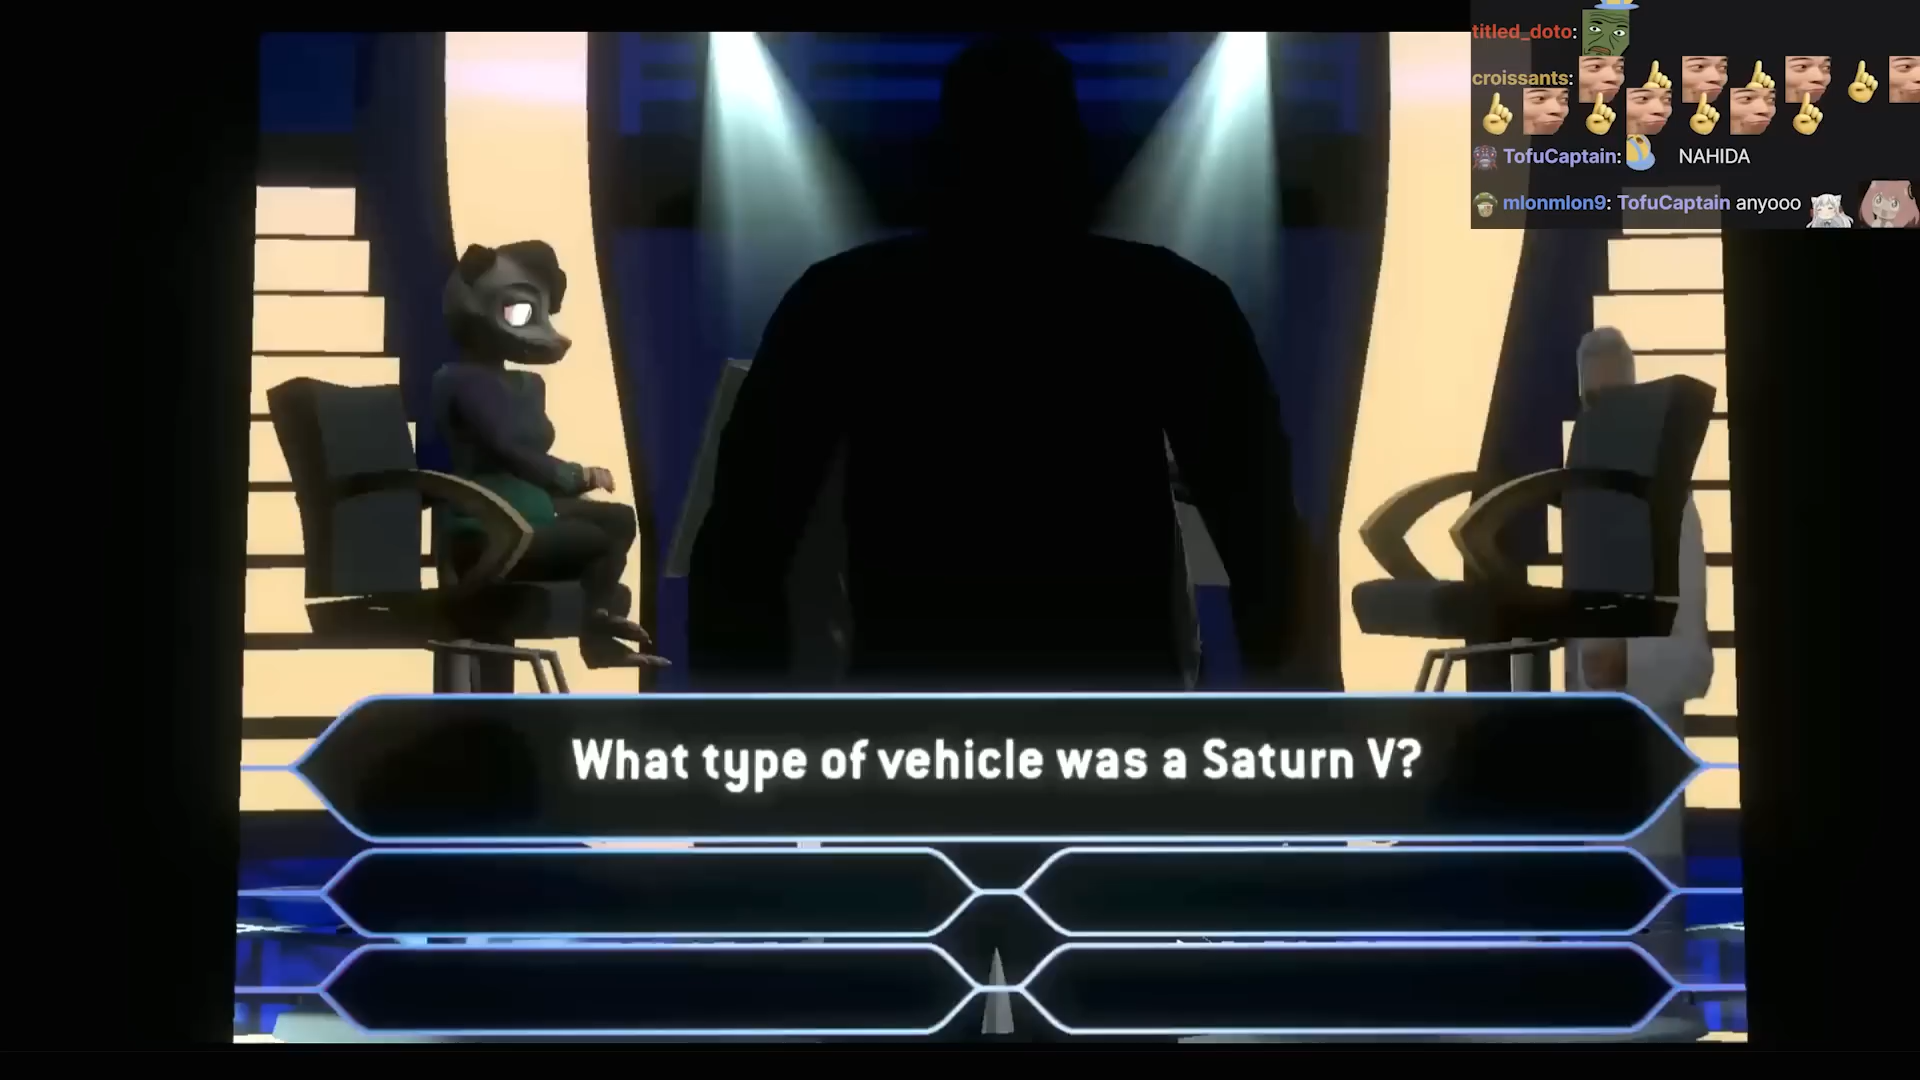 titled_doto:
croissants:
TofuCaptain: NAHIDA
mlonmlon9: TofuCaptain anyooo
What type of vehicle was a Saturn V?